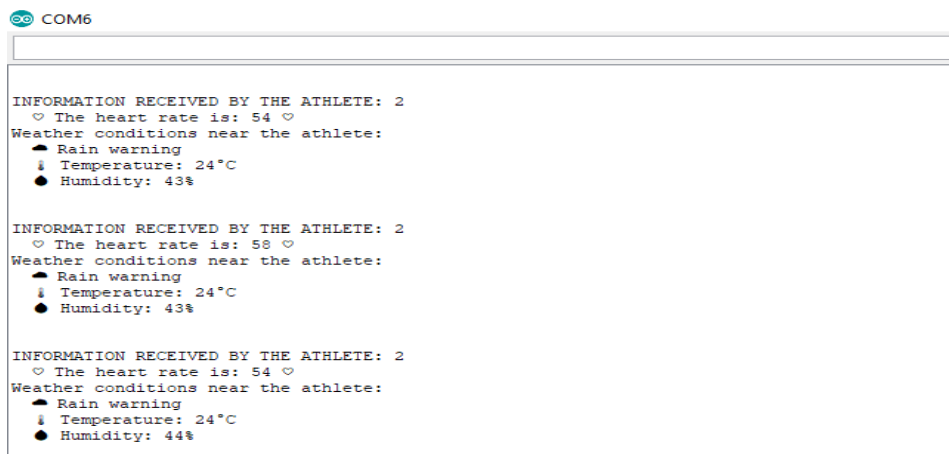 COM6
INFORMATION RECEIVED BY THE ATHLETE: 2
♡ The heart rate is: 54 ♡
Weather conditions near the athlete:
☁ Rain warning
🌡 Temperature: 24°C
💧 Humidity: 43%
INFORMATION RECEIVED BY THE ATHLETE: 2
♡ The heart rate is: 58 ♡
Weather conditions near the athlete:
☁ Rain warning
🌡 Temperature: 24°C
💧 Humidity: 43%
INFORMATION RECEIVED BY THE ATHLETE: 2
♡ The heart rate is: 54 ♡
Weather conditions near the athlete:
☁ Rain warning
🌡 Temperature: 24°C
💧 Humidity: 44%